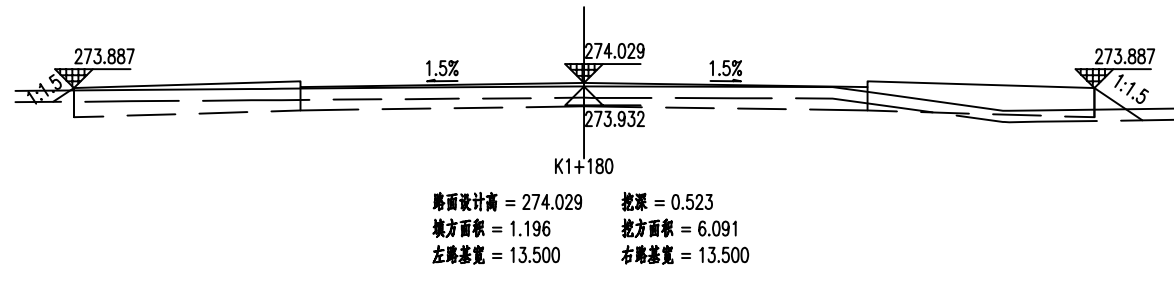 273.887
274.029
273.887
1:1.5
1.5%
1.5%
1:1.5
273.932
K1+180
路面设计高 = 274.029 挖深 = 0.523
填方面积 = 1.196 挖方面积 = 6.091
左路基宽 = 13.500 右路基宽 = 13.500